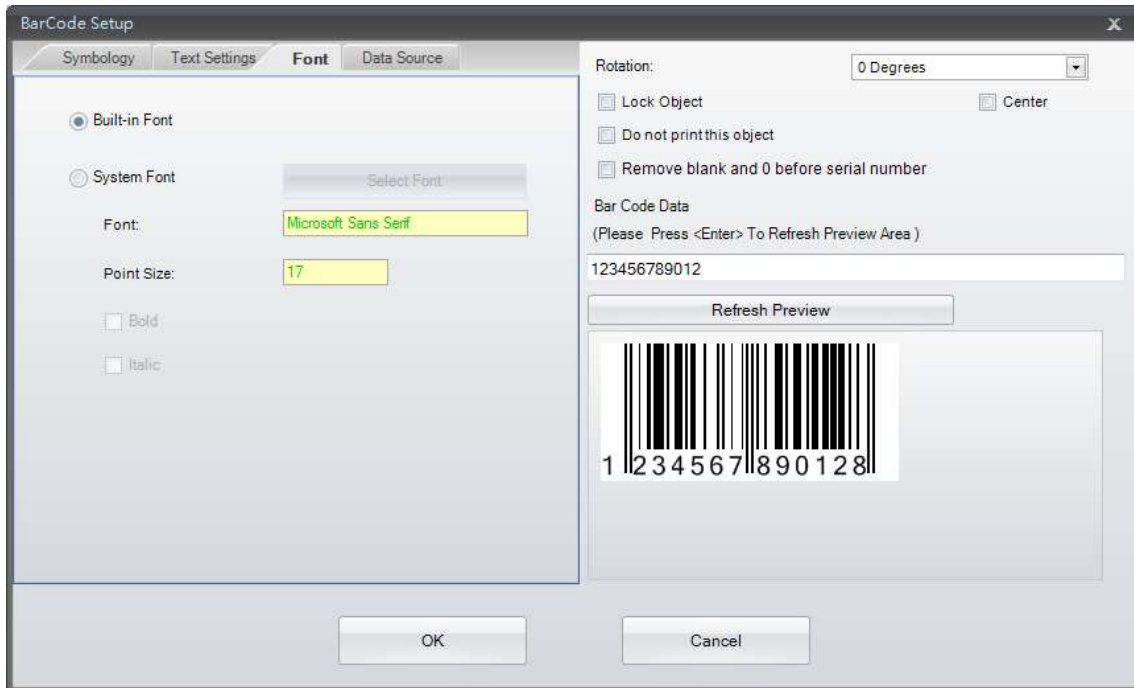 BarCode Setup
X
Symbology Text Settings Font Data Source
Built-in Font
System Font Select Font
Font: Microsoft Sans Serif
Point Size: 17
Bold
Italic
Rotation: 0 Degrees
Lock Object Center
Do not print this object
Remove blank and 0 before serial number
Bar Code Data
(Please Press <Enter> To Refresh Preview Area )
123456789012
Refresh Preview
1 234567 890128
OK Cancel